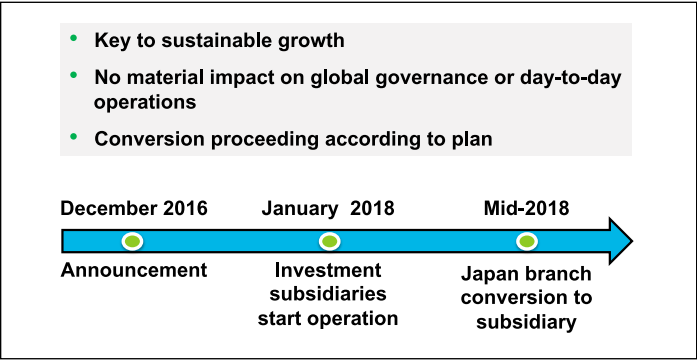 • Key to sustainable growth
• No material impact on global governance or day-to-day
operations
• Conversion proceeding according to plan
December 2016 January 2018 Mid-2018
Announcement Investment Japan branch
subsidiaries conversion to
start operation subsidiary